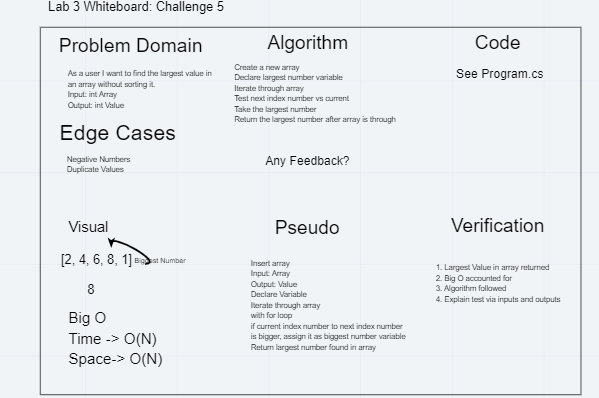 Lab 3 Whiteboard: Challenge 5
Problem Domain
As a user I want to find the largest value in
an array without sorting it.
Input: int Array
Output: int Value
Edge Cases
Negative Numbers
Duplicate Values
Algorithm
Create a new array
Declare largest number variable
Iterate through array
Test next index number vs current
Take the largest number
Return the largest number after array is through
Any Feedback?
Code
See Program.cs
Visual
[2, 4, 6, 8, 1] Biggest Number
8
Big O
Time -> O(N)
Space-> O(N)
Pseudo
Insert array
Input: Array
Output: Value
Declare Variable
Iterate through array
with for loop
if current index number to next index number
is bigger, assign it as biggest number variable
Return largest number found in array
Verification
1. Largest Value in array returned
2. Big O accounted for
3. Algorithm followed
4. Explain test via inputs and outputs